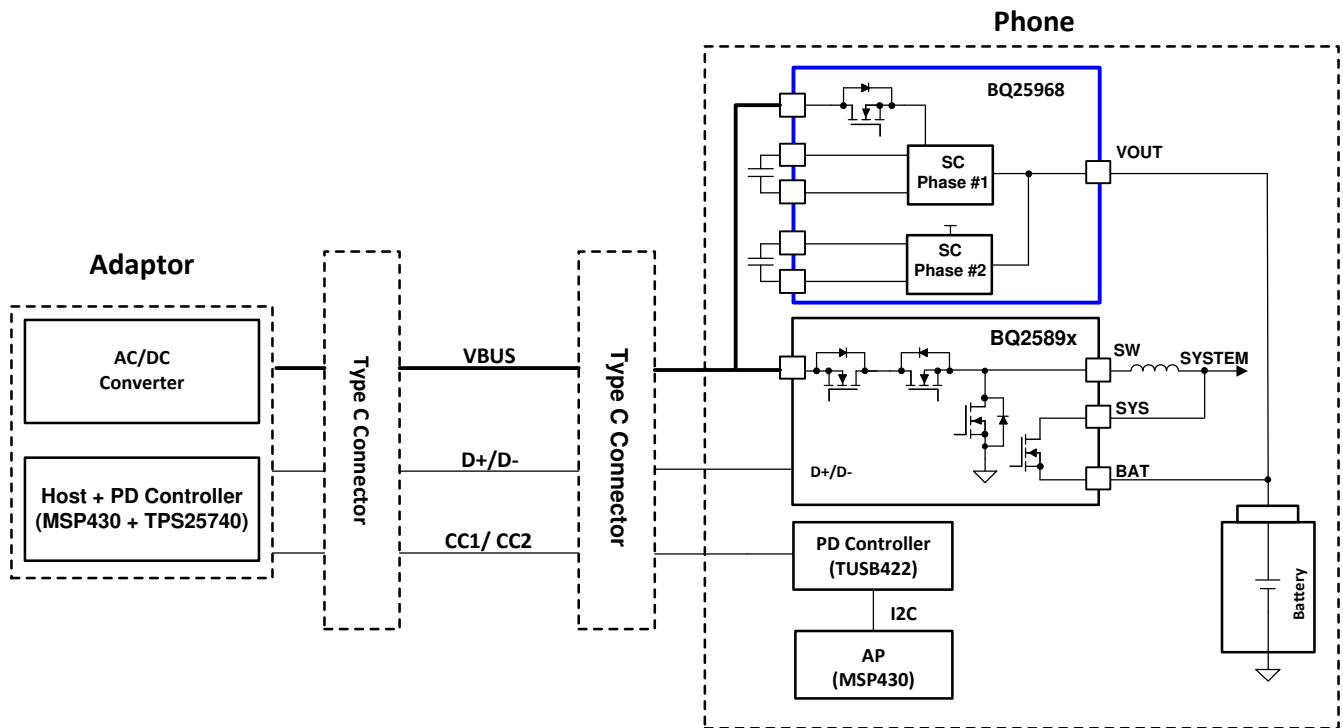 Phone
BQ25968
SC
Phase #1
VOUT
SC
Phase #2
Adaptor
AC/DC
Converter
Host + PD Controller
(MSP430 + TPS25740)
Type C Connector
VBUS
D+/D-
CC1/ CC2
Type C Connector
BQ2589x
SW
SYSTEM
SYS
BAT
D+/D-
PD Controller
(TUSB422)
I2C
AP
(MSP430)
Battery